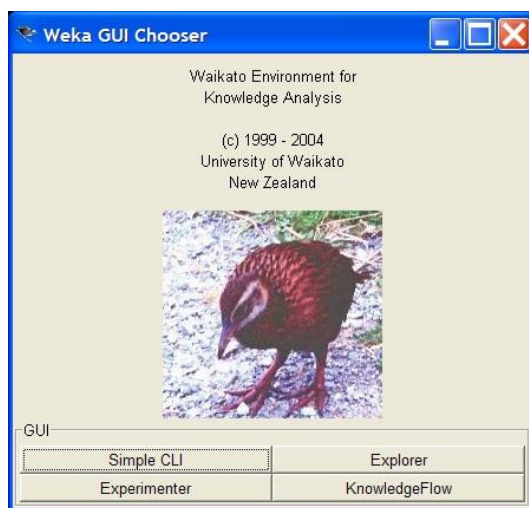 Weka GUI Chooser
Waikato Environment for
Knowledge Analysis
(c) 1999 - 2004
University of Waikato
New Zealand
GUI
Simple CLI
Explorer
Experimenter
KnowledgeFlow